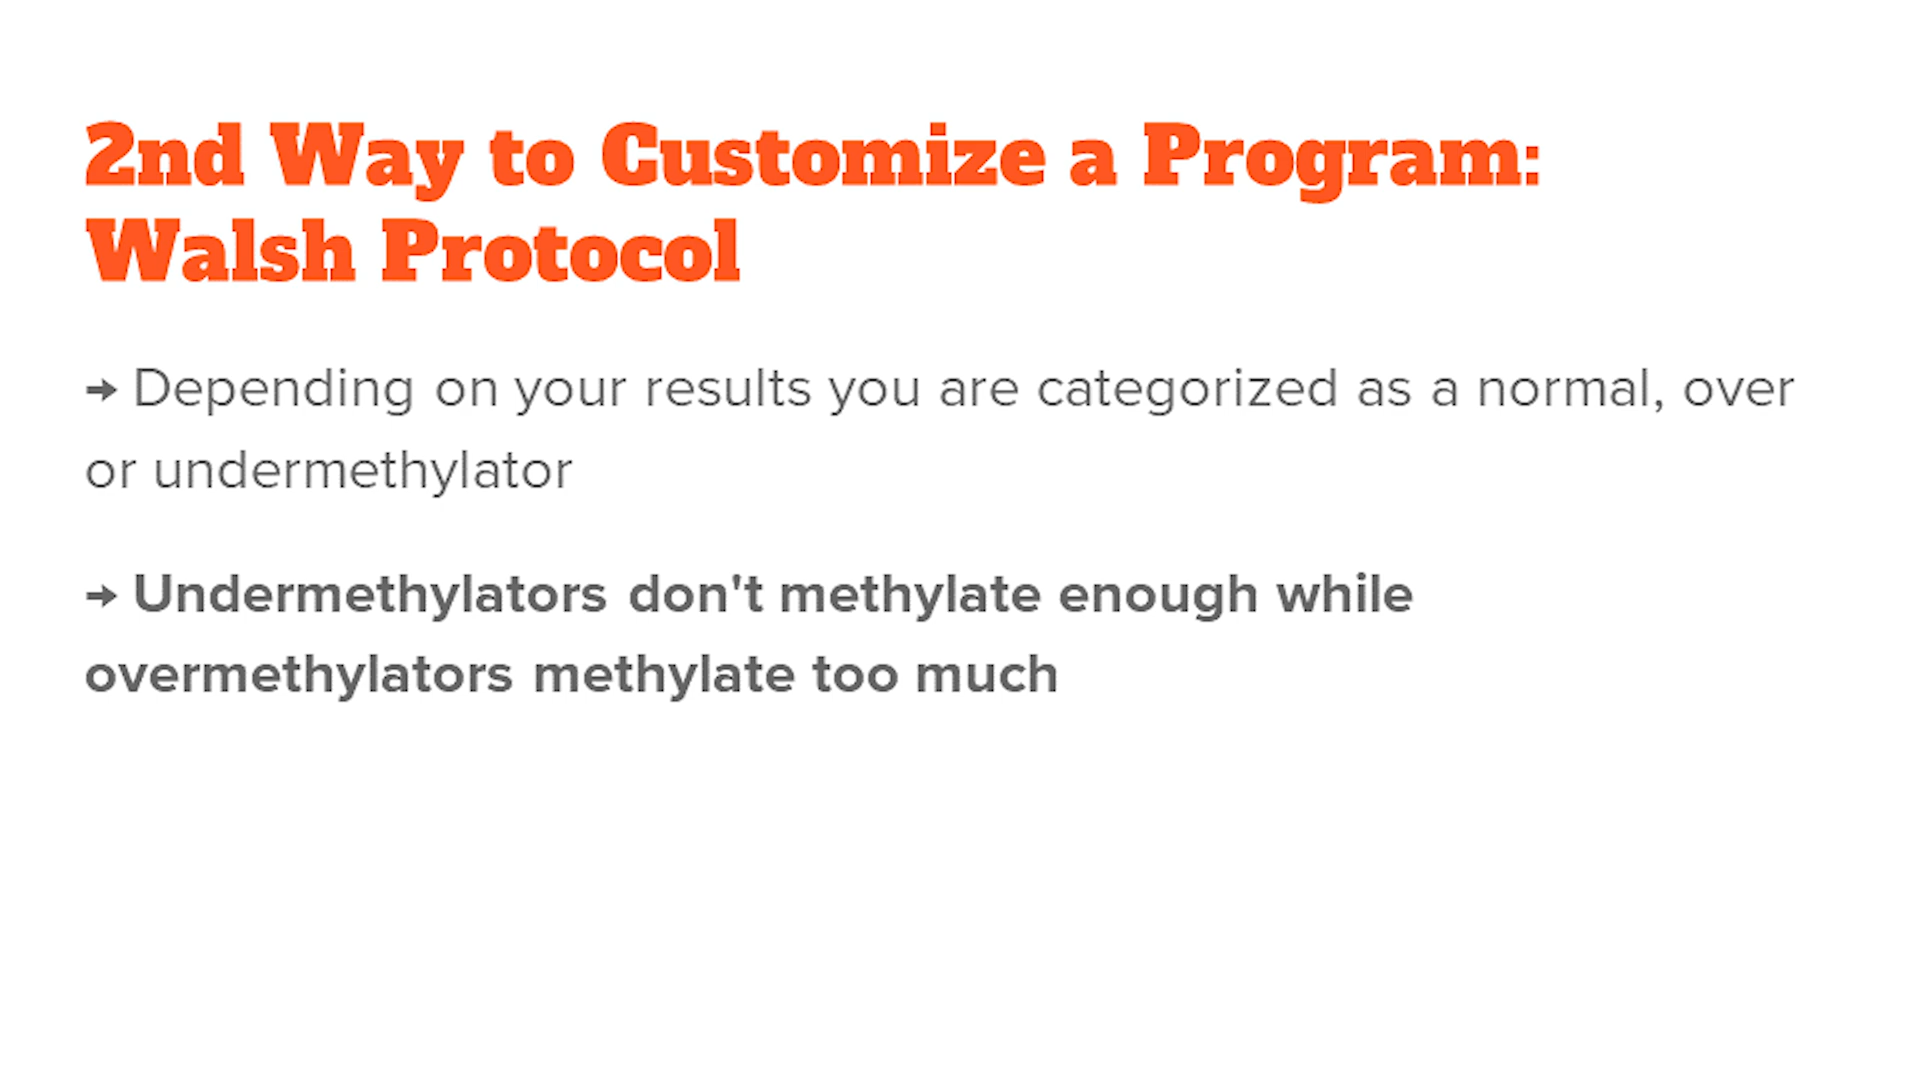 2nd Way to Customize a Program:
Walsh Protocol
→ Depending on your results you are categorized as a normal, over
or undermethylator
→ Undermethylators don't methylate enough while
overmethylators methylate too much